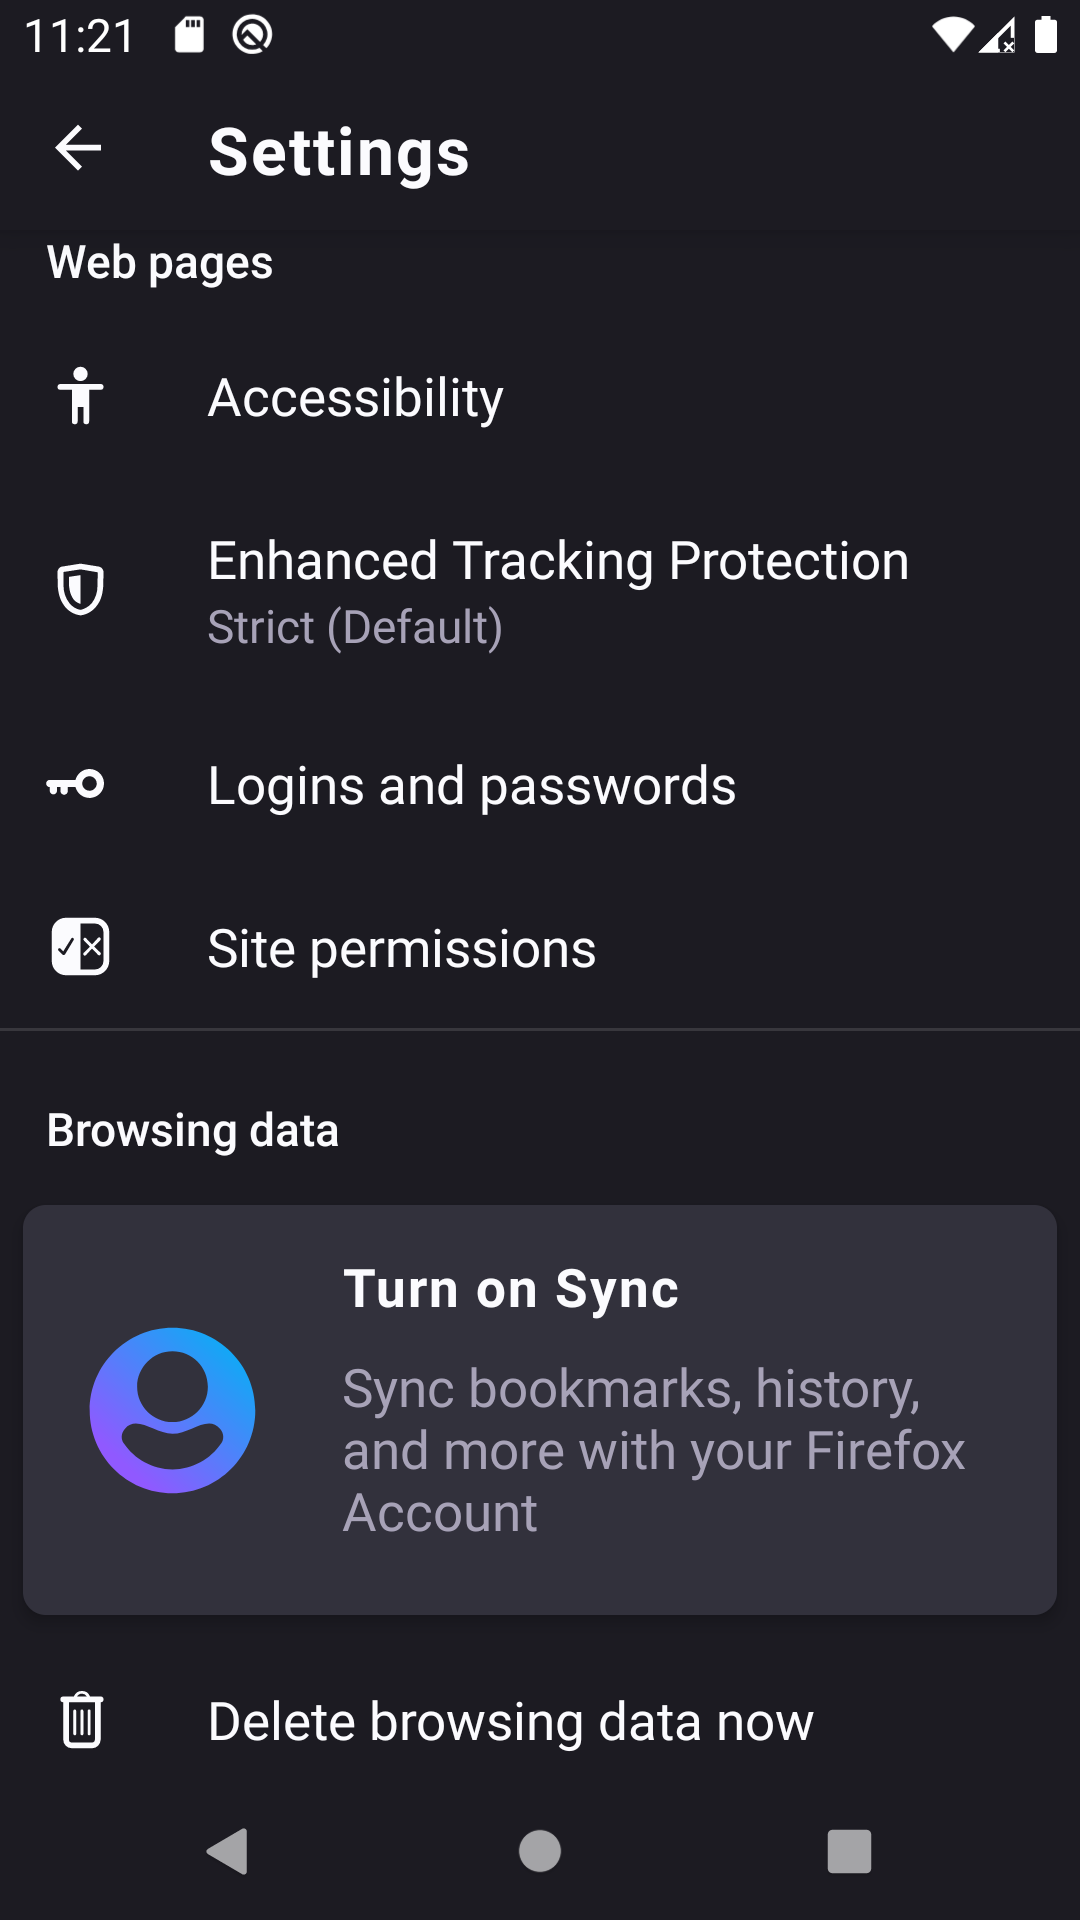 11:21
Settings
Web pages
Accessibility
Enhanced Tracking Protection
Strict (Default)
Logins and passwords
Site permissions
Browsing data
Turn on Sync
Sync bookmarks, history,
and more with your Firefox
Account
Delete browsing data now